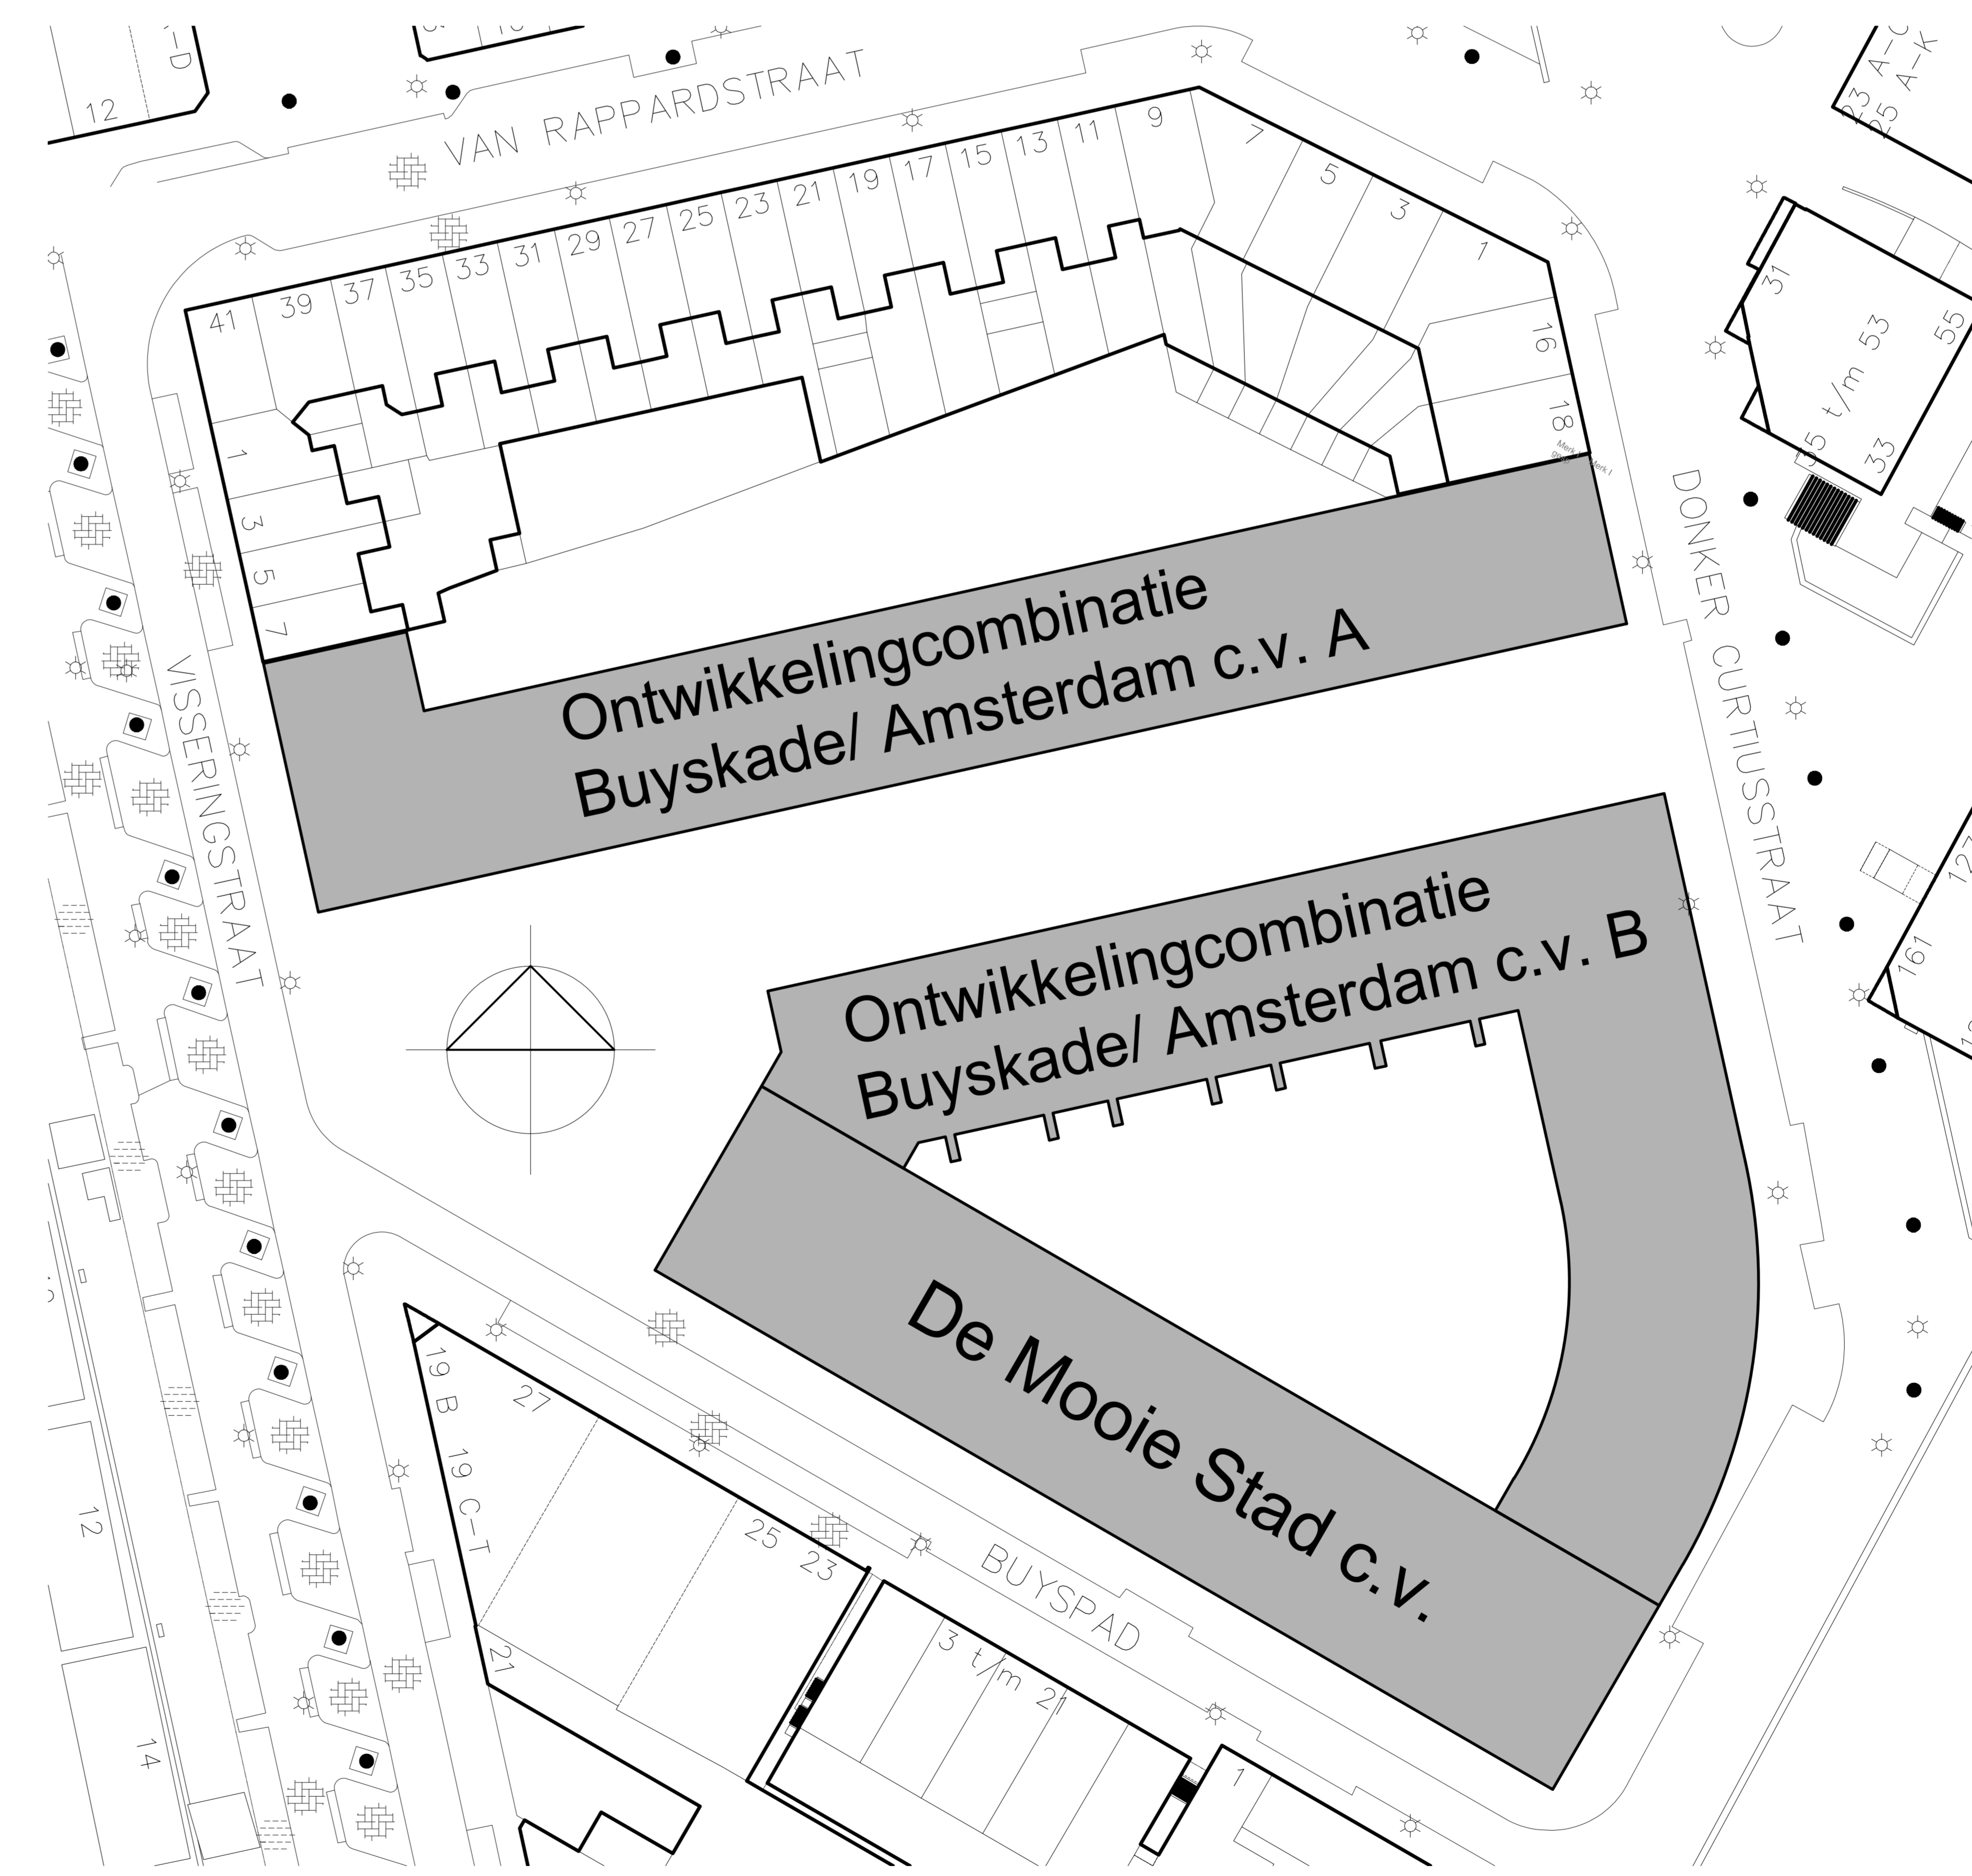 12
VAN RAPPARDSTRAAT
41
39
37
35
33
31
29
27
25
23
21
19
17
15
13
11
9
7
5
3
1
16
18
1
3
5
7
23 A-C
25 A-K
31
35 t/m 53
55
33
161
VISSERINGSTRAAT
DONKER CURTIUSSTRAAT
Ontwikkelingcombinatie
Buyskade/ Amsterdam c.v. A
Ontwikkelingcombinatie
Buyskade/ Amsterdam c.v. B
De Mooie Stad c.v.
19 B
19 C-T
27
25
23
21
BUYSPAD
3 t/m 21
1
12
14